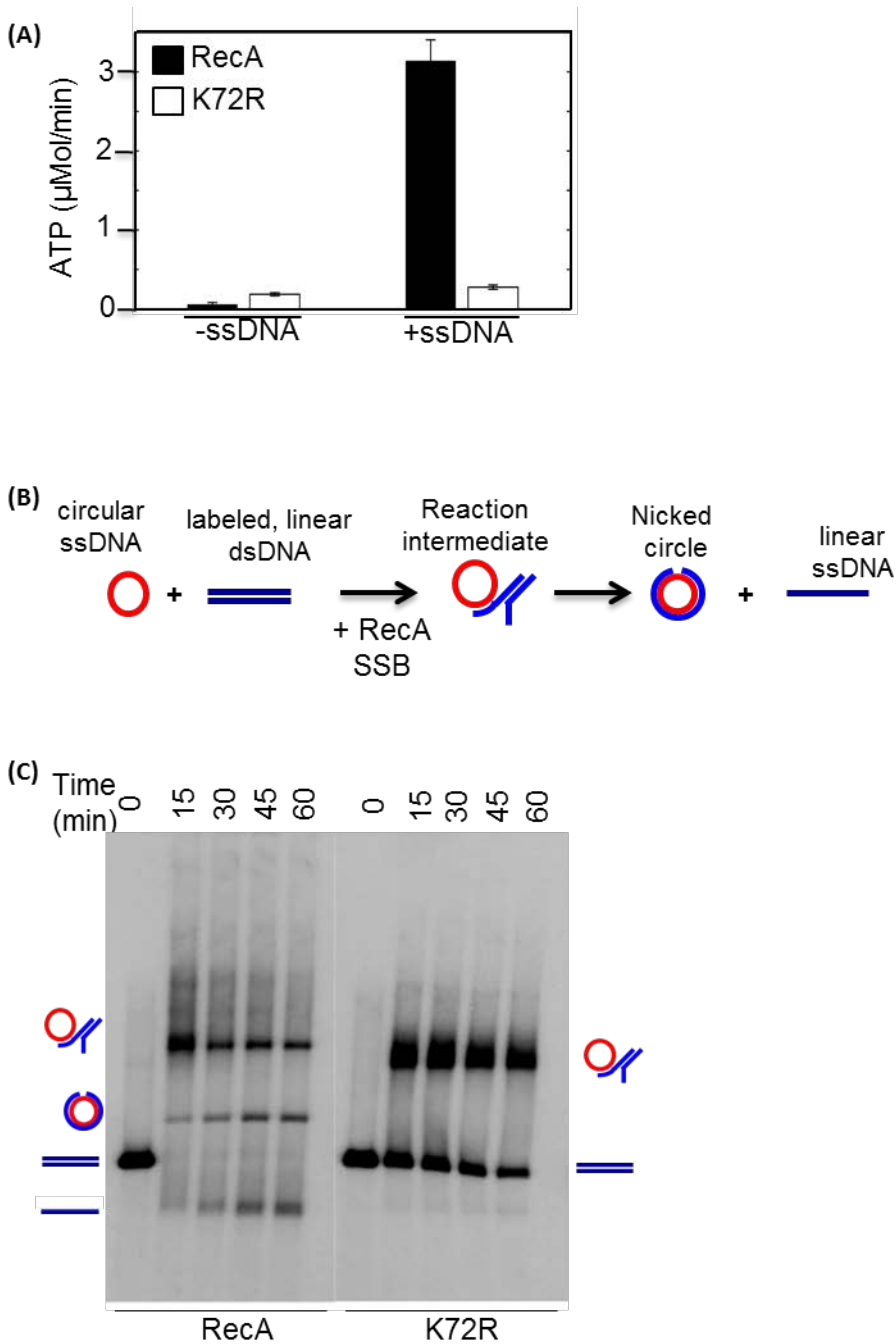 (A)
RecA
K72R
3
2
1
0
ATP (μMol/min)
-ssDNA
+ssDNA
(B)
circular
ssDNA
+
labeled, linear
dsDNA
+ RecA
SSB
Reaction
intermediate
Nicked
circle
+
linear
ssDNA
(C)
Time
(min)
0 15 30 45 60 0 15 30 45 60
RecA
K72R